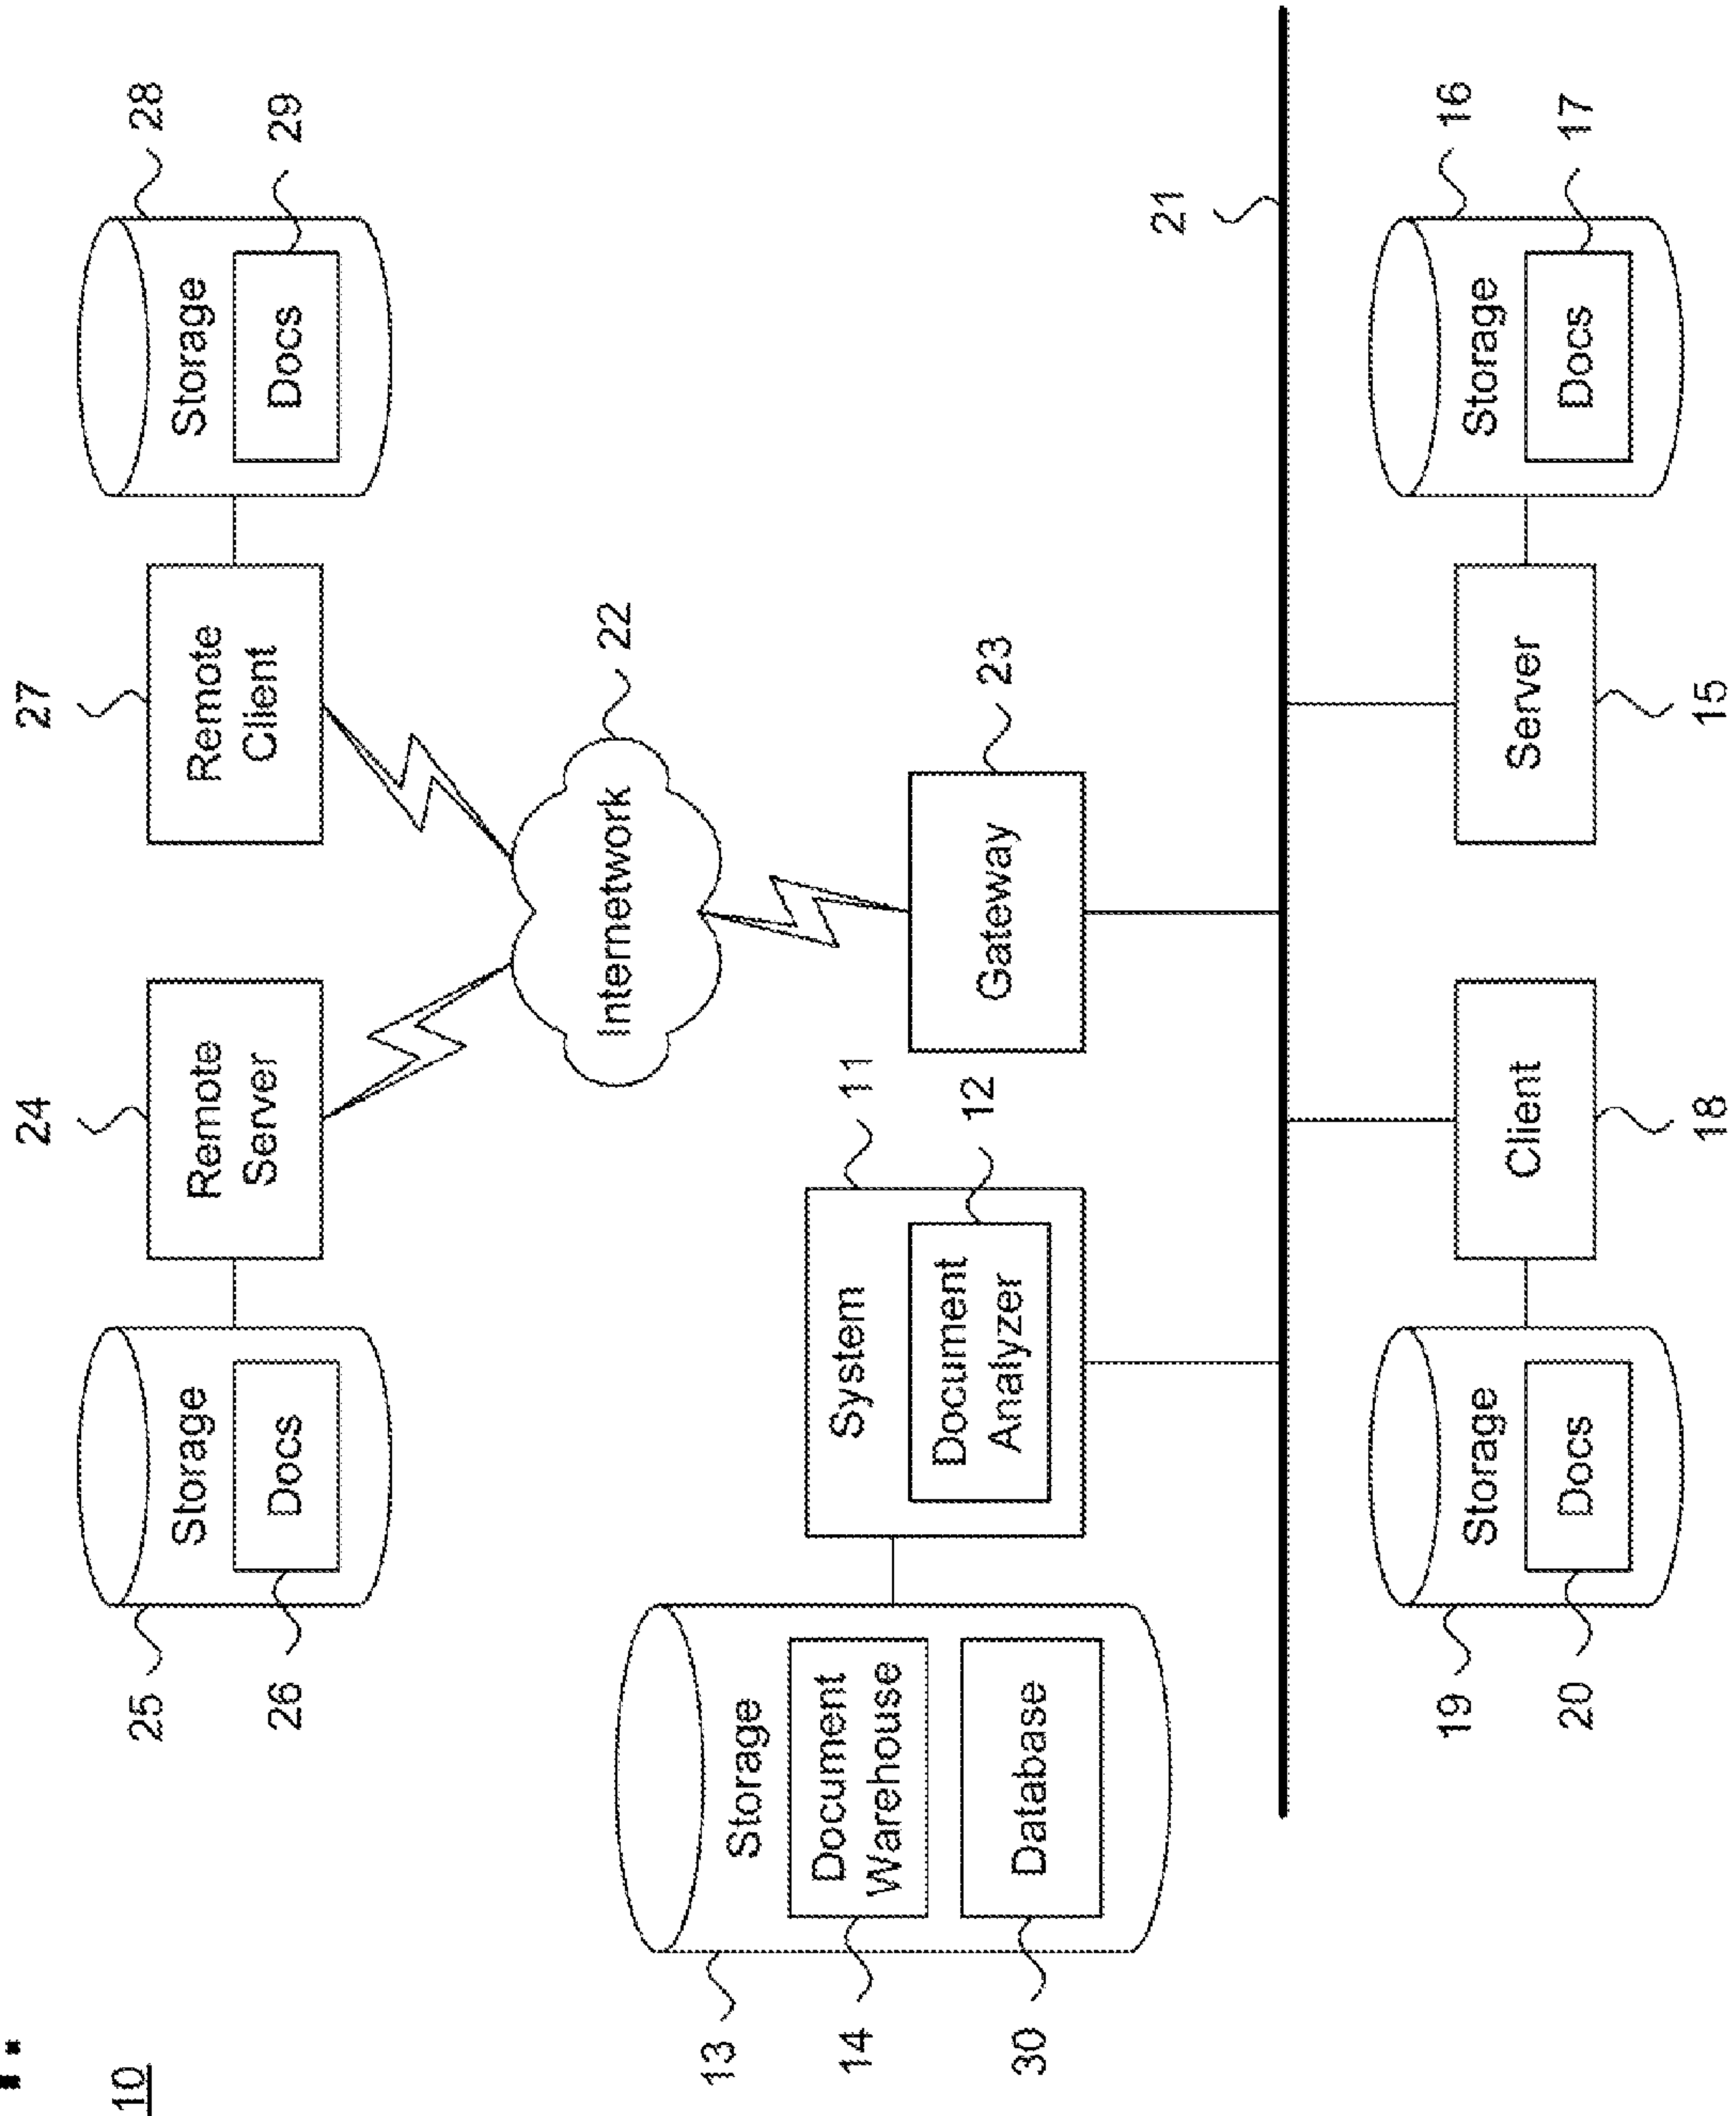 10
24
27
25
Storage
26
Docs
Remote
Server
Remote
Client
Storage
28
Docs
29
Internetwork
22
13
Storage
14
Document
Warehouse
30
Database
System
11
Document
Analyzer
12
Gateway
23
21
19
Storage
20
Docs
Client
18
Server
15
Storage
16
Docs
17